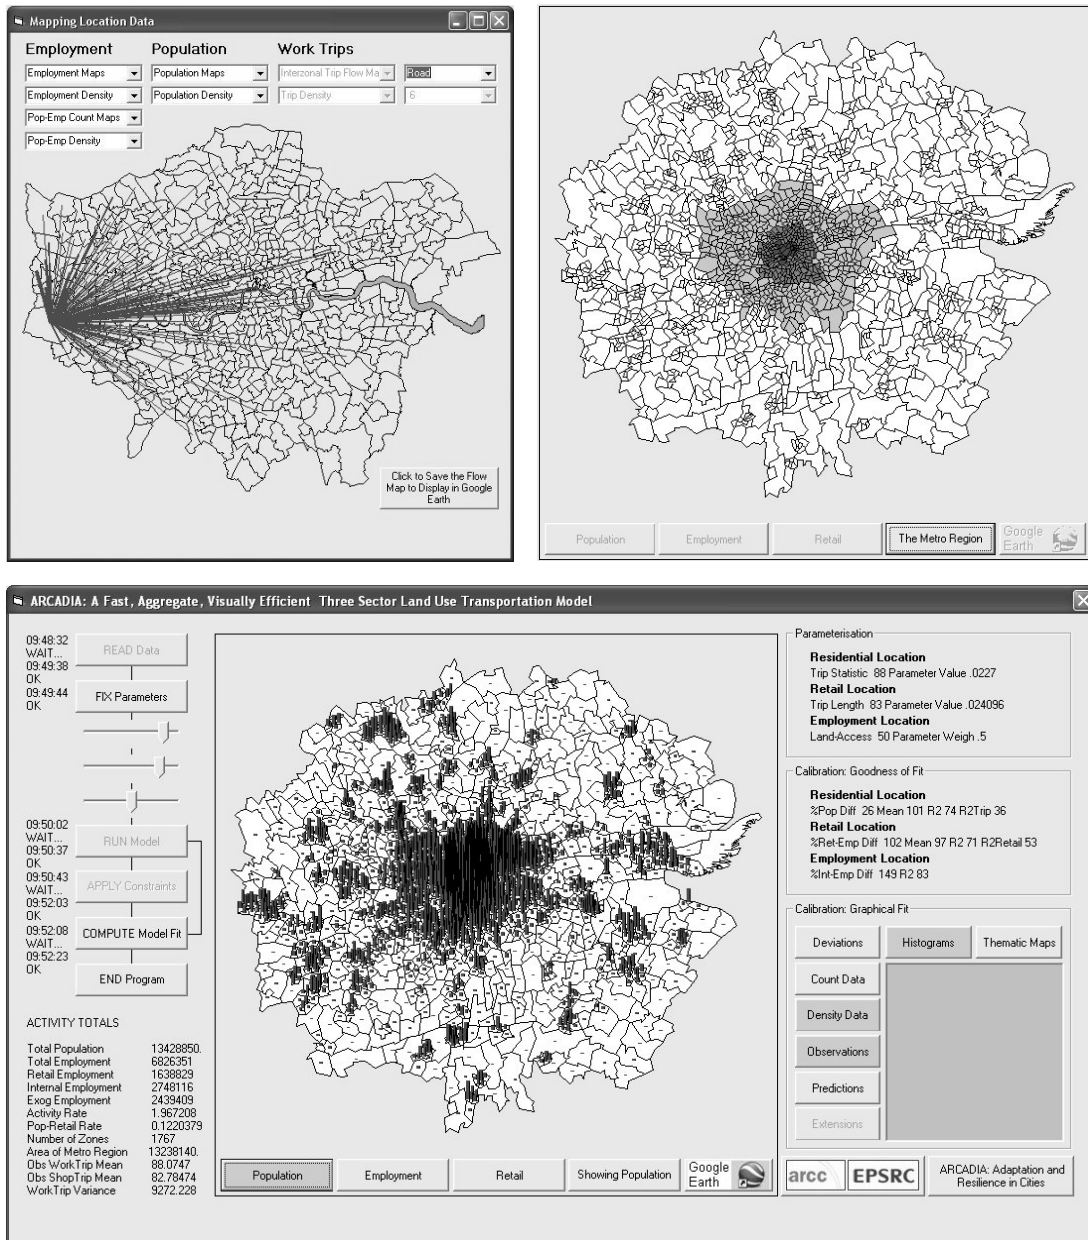 Mapping Location Data
Employment Population Work Trips
Employment Maps Population Maps Interzonal Trip Flow Ma Road
Employment Density Population Density Trip Density 6
Pop-Emp Count Maps
Pop-Emp Density
Click to Save the Flow
Map to Display in Google
Earth
Population Employment Retail The Metro Region Google
Earth
ARCADIA: A Fast, Aggregate, Visually Efficient Three Sector Land Use Transportation Model
09:48:32
WAIT...
09:49:38
OK
09:49:44
OK
READ Data
FIX Parameters
09:50:02
WAIT...
09:50:37
OK
09:50:43
WAIT...
09:52:03
OK
09:52:08
WAIT...
09:52:23
OK
RUN Model
APPLY Constraints
COMPUTE Model Fit
END Program
ACTIVITY TOTALS
Total Population 13428850.
Total Employment 6826351
Retail Employment 1638829
Internal Employment 2748116
Exog Employment 2439409
Activity Rate 1.967208
Pop-Retail Rate 0.1220379
Number of Zones 1767
Area of Metro Region 13238140.
Obs WorkTrip Mean 88.0747
Obs ShopTrip Mean 82.78474
WorkTrip Variance 9272.228
Population Employment Retail Showing Population Google
Earth
Parameterisation
Residential Location
Trip Statistic 88 Parameter Value .0227
Retail Location
Trip Length 83 Parameter Value .024096
Employment Location
Land-Access 50 Parameter Weigh .5
Calibration: Goodness of Fit
Residential Location
%Pop Diff 26 Mean 101 R2 74 R2Trip 36
Retail Location
%Ret-Emp Diff 102 Mean 97 R2 71 R2Retail 53
Employment Location
%Int-Emp Diff 149 R2 83
Calibration: Graphical Fit
Deviations Histograms Thematic Maps
Count Data
Density Data
Observations
Predictions
Extensions
arcc EPSRC ARCADIA: Adaptation and
Resilience in Cities